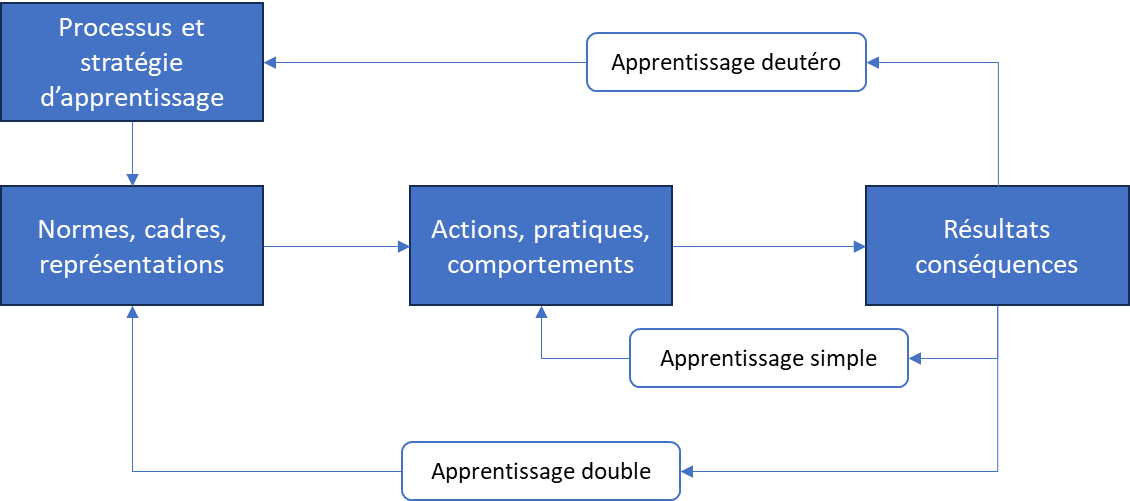 Processus et
stratégie
d’apprentissage
Apprentissage deutéro
Normes, cadres,
représentations
Actions, pratiques,
comportements
Résultats
conséquences
Apprentissage simple
Apprentissage double